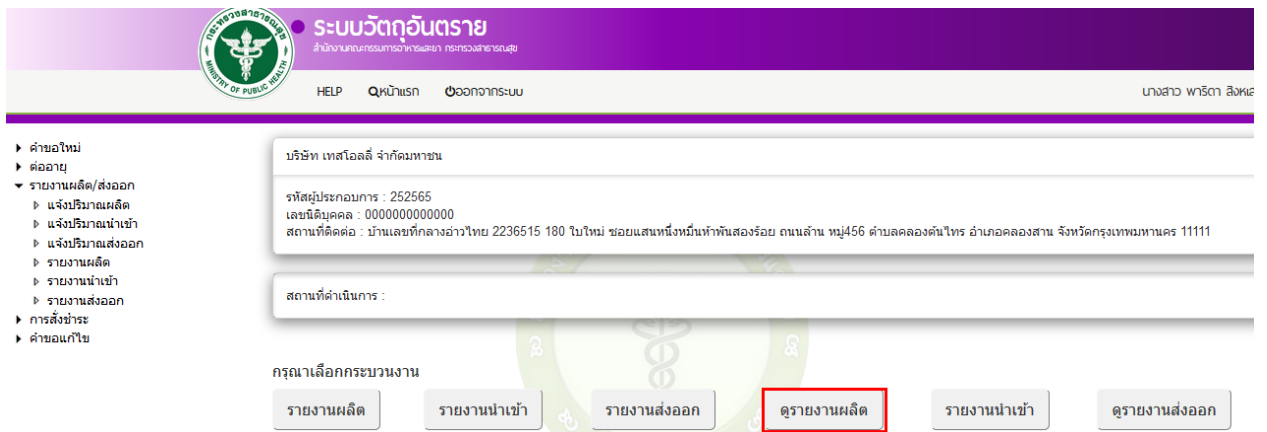 ระบบวัตถุอันตราย
สำนักงานคณะกรรมการอาหารและยา กระทรวงสาธารณสุข
กระทรวงสาธารณสุข
MINISTRY OF PUBLIC HEALTH
HELP หน้าแรก ออกจากระบบ
นางสาว พาริดา สิงหเส
คำขอใหม่
ต่ออายุ
รายงานผลิต/ส่งออก
แจ้งปริมาณผลิต
แจ้งปริมาณนำเข้า
แจ้งปริมาณส่งออก
รายงานผลิต
รายงานนำเข้า
รายงานส่งออก
การสั่งชำระ
คำขอแก้ไข
บริษัท เทสโอลลี่ จำกัดมหาชน
รหัสผู้ประกอบการ : 252565
เลขนิติบุคคล : 0000000000000
สถานที่ติดต่อ : บ้านเลขที่กลางอ่าวไทย 2236515 180 ใบใหม่ ซอยแสนหนึ่งหมื่นห้าพันสองร้อย ถนนล้าน หมู่456 ตำบลคลองต้นไทร อำเภอคลองสาน จังหวัดกรุงเทพมหานคร 11111
สถานที่ดำเนินการ :
กรุณาเลือกกระบวนงาน
รายงานผลิต รายงานนำเข้า รายงานส่งออก ดูรายงานผลิต รายงานนำเข้า ดูรายงานส่งออก